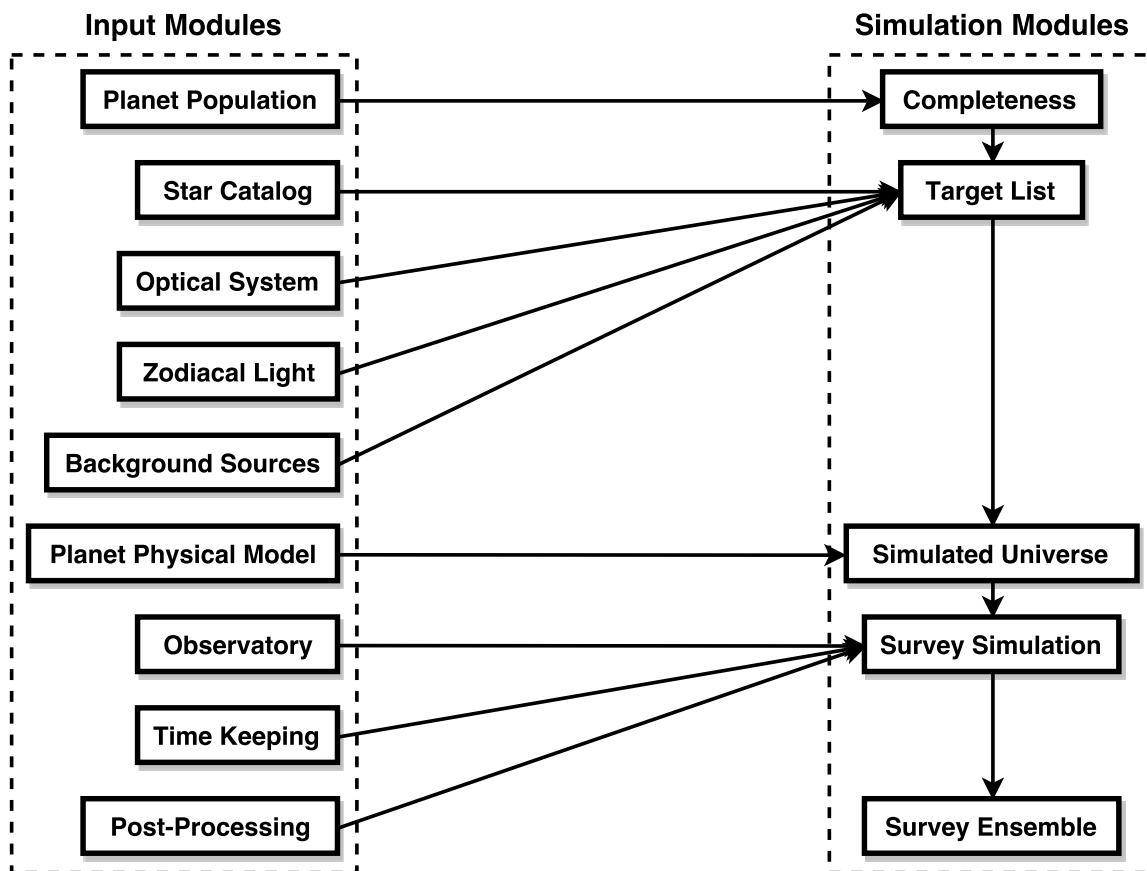 Input Modules
Simulation Modules
Planet Population
Completeness
Star Catalog
Target List
Optical System
Zodiacal Light
Background Sources
Planet Physical Model
Simulated Universe
Observatory
Survey Simulation
Time Keeping
Post-Processing
Survey Ensemble